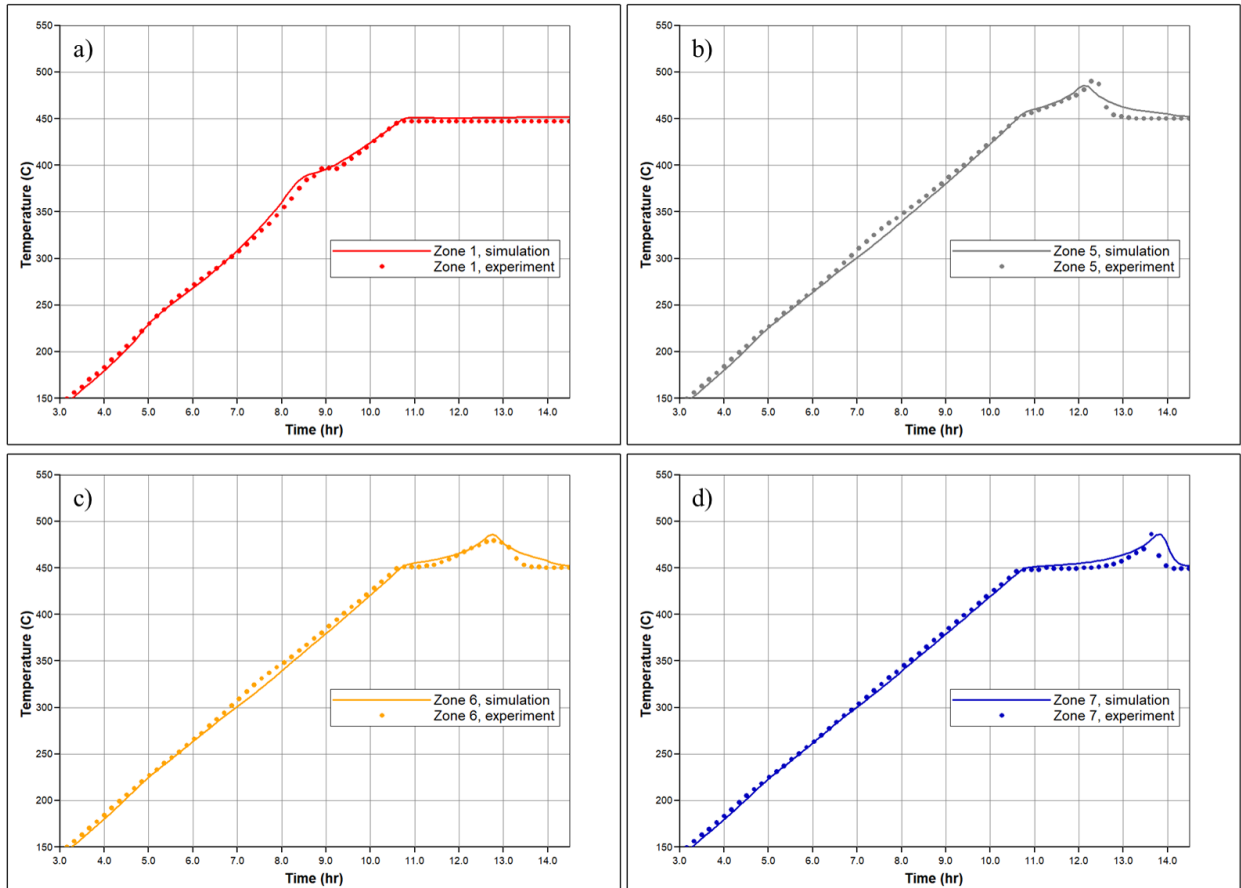 a)
550
500
450
400
350
300
250
200
150
Temperature (C)
Zone 1, simulation
Zone 1, experiment
3.0 4.0 5.0 6.0 7.0 8.0 9.0 10.0 11.0 12.0 13.0 14.0
Time (hr)
b)
550
500
450
400
350
300
250
200
150
Temperature (C)
Zone 5, simulation
Zone 5, experiment
3.0 4.0 5.0 6.0 7.0 8.0 9.0 10.0 11.0 12.0 13.0 14.0
Time (hr)
c)
550
500
450
400
350
300
250
200
150
Temperature (C)
Zone 6, simulation
Zone 6, experiment
3.0 4.0 5.0 6.0 7.0 8.0 9.0 10.0 11.0 12.0 13.0 14.0
Time (hr)
d)
550
500
450
400
350
300
250
200
150
Temperature (C)
Zone 7, simulation
Zone 7, experiment
3.0 4.0 5.0 6.0 7.0 8.0 9.0 10.0 11.0 12.0 13.0 14.0
Time (hr)